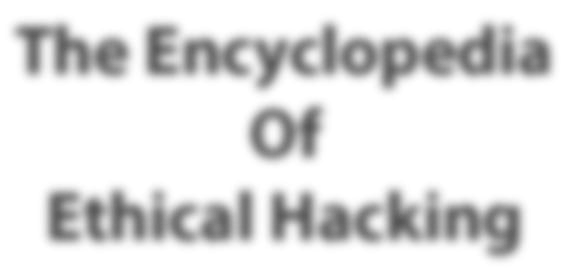 The Encyclopedia
Of
Ethical Hacking